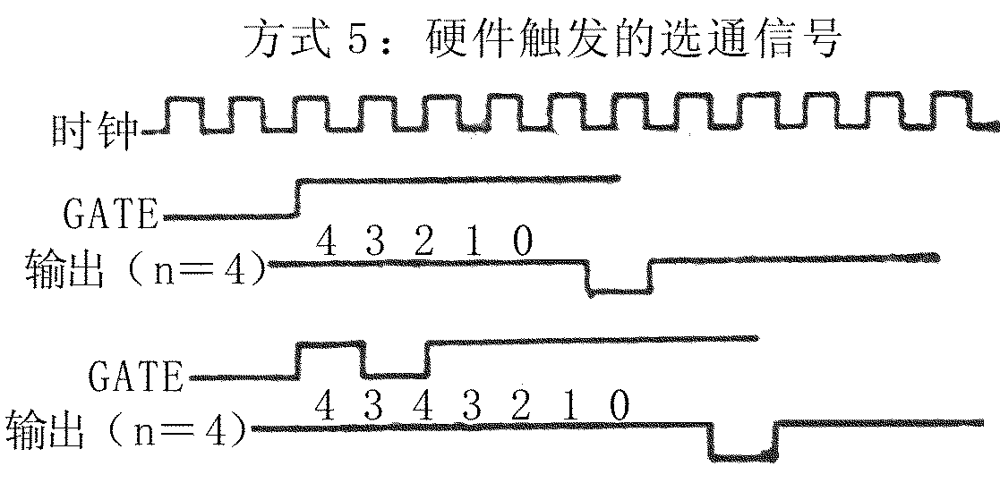 方式5：硬件触发的选通信号
时钟
GATE
4 3 2 1 0
输出（n＝4）
GATE
4 3 4 3 2 1 0
输出（n＝4）